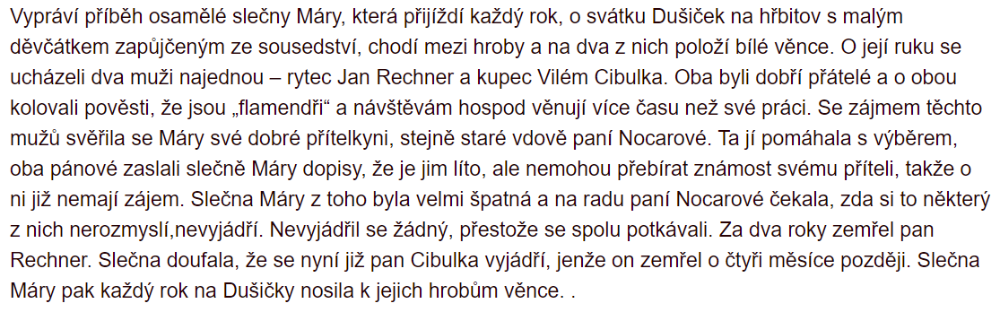 Vypráví příběh osamělé slečny Máry, která přijíždí každý rok, o svátku Dušiček na hřbitov s malým
děvčátkem zapůjčeným ze sousedství, chodí mezi hroby a na dva z nich položí bílé věnce. O její ruku se
ucházeli dva muži najednou – rytec Jan Rechner a kupec Vilém Cibulka. Oba byli dobří přátelé a o obou
kolovali pověsti, že jsou „flamendři“ a návštěvám hospod věnují více času než své práci. Se zájmem těchto
mužů svěřila se Máry své dobré přítelkyni, stejně staré vdově paní Nocarové. Ta jí pomáhala s výběrem,
oba pánové zaslali slečně Máry dopisy, že je jim líto, ale nemohou přebírat známost svému příteli, takže o
ni již nemají zájem. Slečna Máry z toho byla velmi špatná a na radu paní Nocarové čekala, zda si to některý
z nich nerozmyslí,nevyjádří. Nevyjádřil se žádný, přestože se spolu potkávali. Za dva roky zemřel pan
Rechner. Slečna doufala, že se nyní již pan Cibulka vyjádří, jenže on zemřel o čtyři měsíce později. Slečna
Máry pak každý rok na Dušičky nosila k jejich hrobům věnce. .